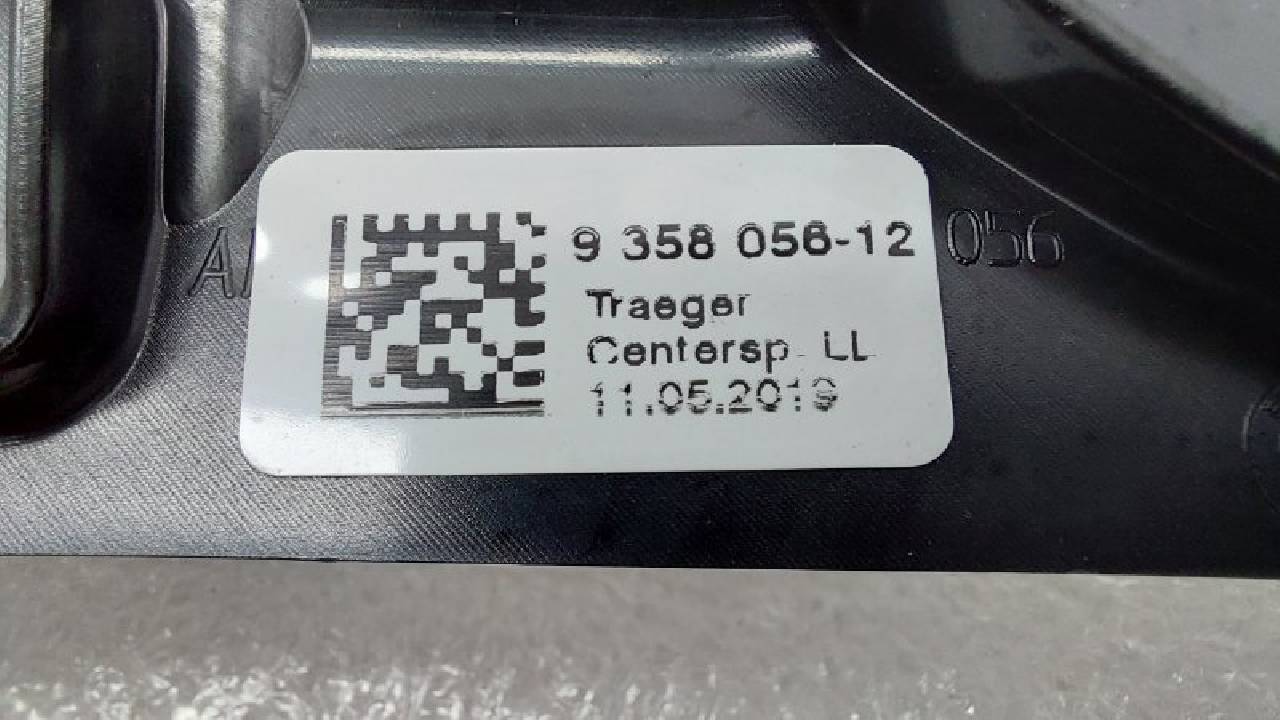 9 358 056-12
056
Traeger
Centersp. LL
11.05.2019